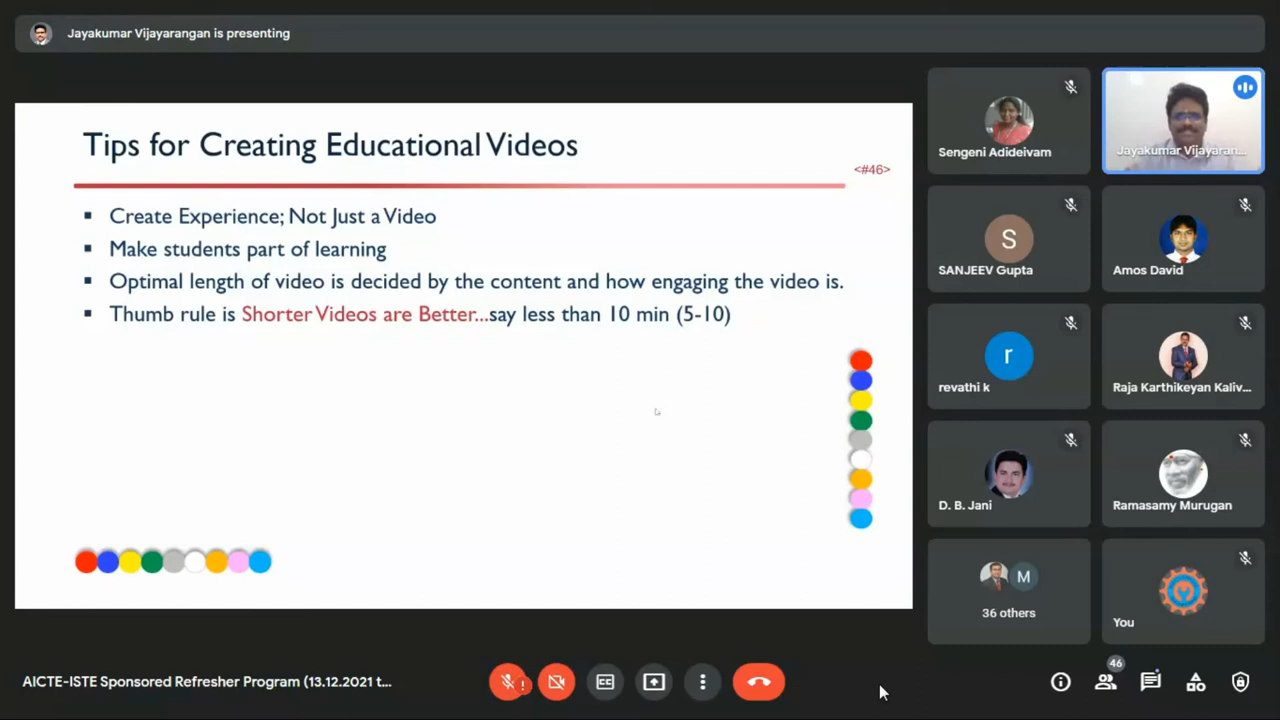 Jayakumar Vijayarangan is presenting
Tips for Creating Educational Videos
<#46>
▪ Create Experience; Not Just a Video
▪ Make students part of learning
▪ Optimal length of video is decided by the content and how engaging the video is.
▪ Thumb rule is Shorter Videos are Better...say less than 10 min (5-10)
Sengeni Adideivam
Jayakumar Vijayaran...
S
SANJEEV Gupta
Amos David
r
revathi k
Raja Karthikeyan Kaliv...
D. B. Jani
Ramasamy Murugan
M
36 others
You
AICTE-ISTE Sponsored Refresher Program (13.12.2021 t...
!
CC
46